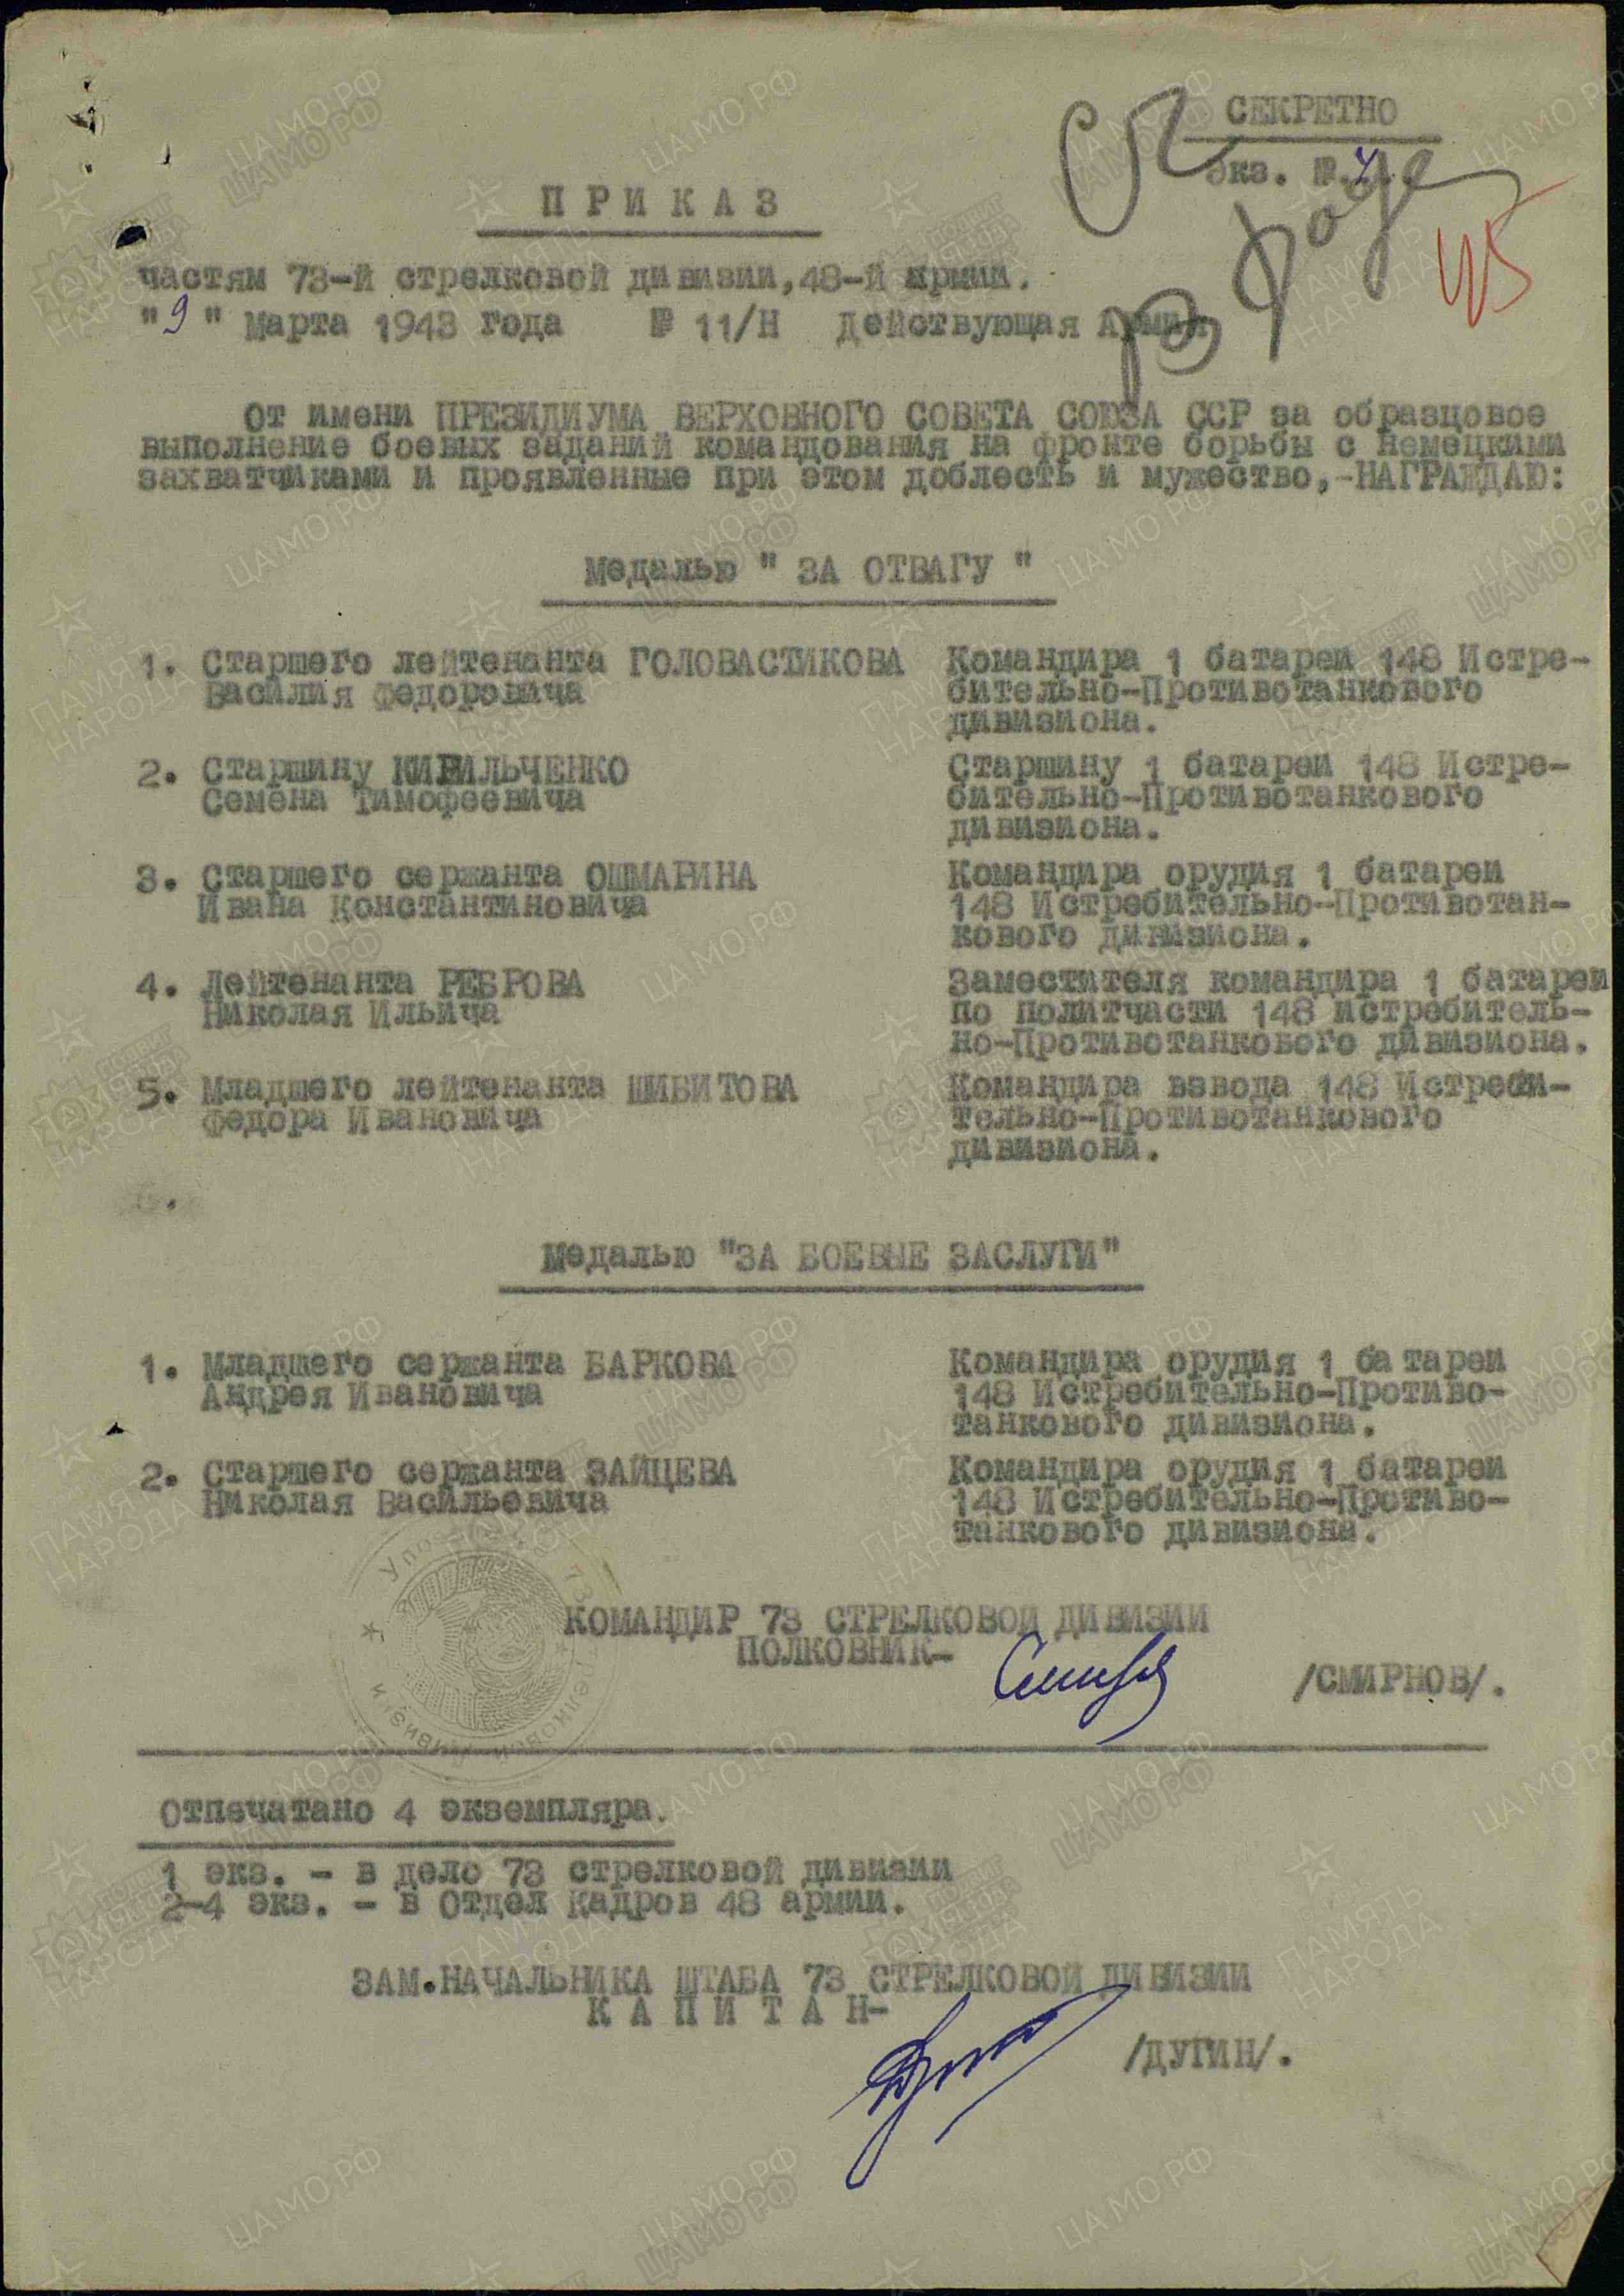 СЕКРЕТНО
Экз. №
П Р И К А З
45
частям 73-й стрелковой дивизии,48-й армии.
"9" Марта 1943 года № 11/Н Действующая Армия
От имени ПРЕЗИДИУМА ВЕРХОВНОГО СОВЕТА СОЮЗА ССР за образцовое
выполнение боевых заданий командования на фронте борьбы с немецкими
захватчиками и проявленные при этом доблесть и мужество,-НАГРАЖДАЮ:
Медалью " ЗА ОТВАГУ "
1. Старшего лейтенанта ГОЛОВАСТИКОВА Командира 1 батареи 148 Истре-
Василия Федоровича бительно-Противотанкового
дивизиона.
2. Старшину КИРИЛЬЧЕНКО Старшину 1 батареи 148 Истре-
Семена Тимофеевича бительно-Противотанкового
дивизиона.
3. Старшего сержанта ОШМАРИНА Командира орудия 1 батареи
Ивана Константиновича 148 Истребительно-Противотан-
кового дивизиона.
4. Лейтенанта РЕБРОВА Заместителя командира 1 батареи
Николая Ильича по политчасти 148 истребитель-
но-Противотанкового дивизиона.
5. Младшего лейтенанта ШИБИТОВА Командира взвода 148 Истреби-
Федора Ивановича тельно-Противотанкового
дивизиона.
Медалью "ЗА БОЕВЫЕ ЗАСЛУГИ"
1. Младшего сержанта БАРКОВА Командира орудия 1 батареи
Андрея Ивановича 148 Истребительно-Противо-
танкового дивизиона.
2. Старшего сержанта ЗАЙЦЕВА Командира орудия 1 батареи
Николая Васильевича 148 Истребительно-Противо-
танкового дивизиона.
КОМАНДИР 73 СТРЕЛКОВОЙ ДИВИЗИИ
ПОЛКОВНИК-
/СМИРНОВ/.
Отпечатано 4 экземпляра.
1 экз. - в дело 73 стрелковой дивизии
2-4 экз. - в Отдел Кадров 48 армии.
ЗАМ.НАЧАЛЬНИКА ШТАБА 73 СТРЕЛКОВОЙ ДИВИЗИИ
К А П И Т А Н-
/ДУГИН/.